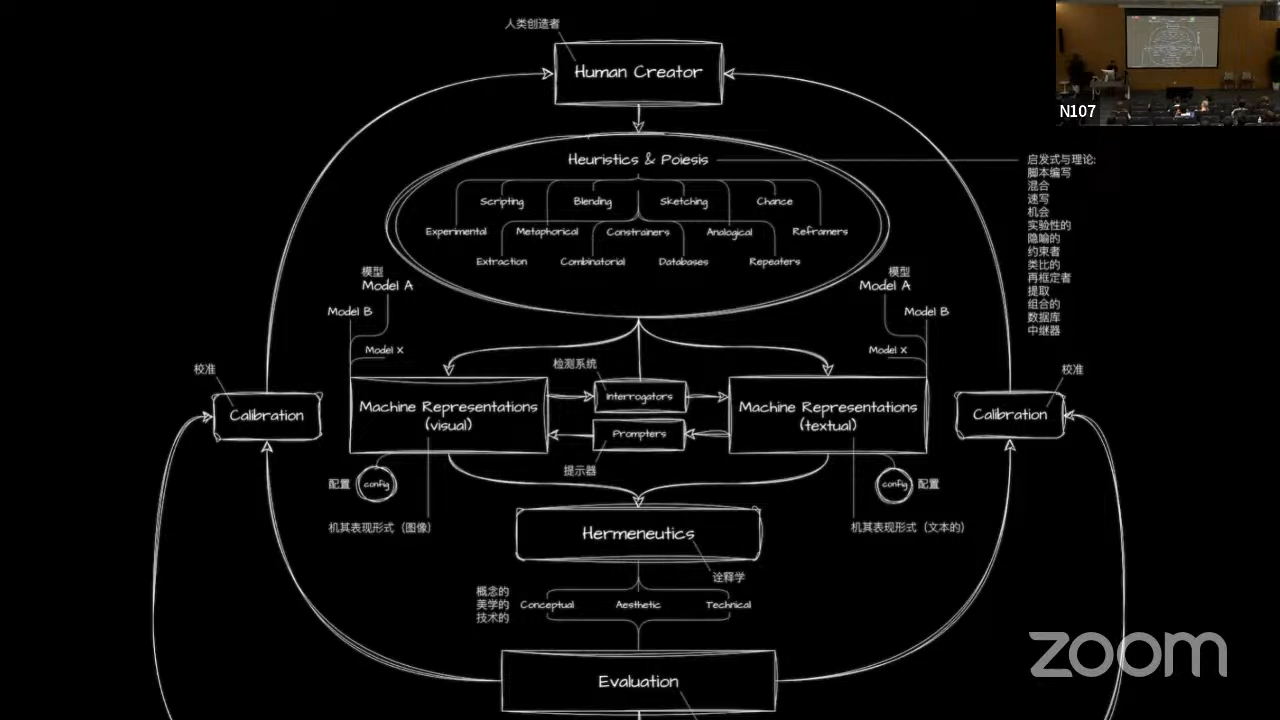 人类创造者
Human Creator
N107
Heuristics & Poiesis
启发式与理论:
脚本编写
混合
速写
机会
实验性的
隐喻的
约束者
类比的
再框定者
提取
组合的
数据库
中继器
Scripting
Blending
Sketching
Chance
Experimental
Metaphorical
Constrainers
Analogical
Reframers
Extraction
Combinatorial
Databases
Repeaters
模型
Model A
Model B
Model X
模型
Model A
Model B
Model X
校准
Calibration
检测系统
Interrogators
Prompters
提示器
Machine Representations
(visual)
Machine Representations
(textual)
校准
Calibration
配置
config
config
配置
机其表现形式（图像）
机其表现形式（文本的）
Hermeneutics
诠释学
概念的
美学的
技术的
Conceptual
Aesthetic
Technical
Evaluation
zoom